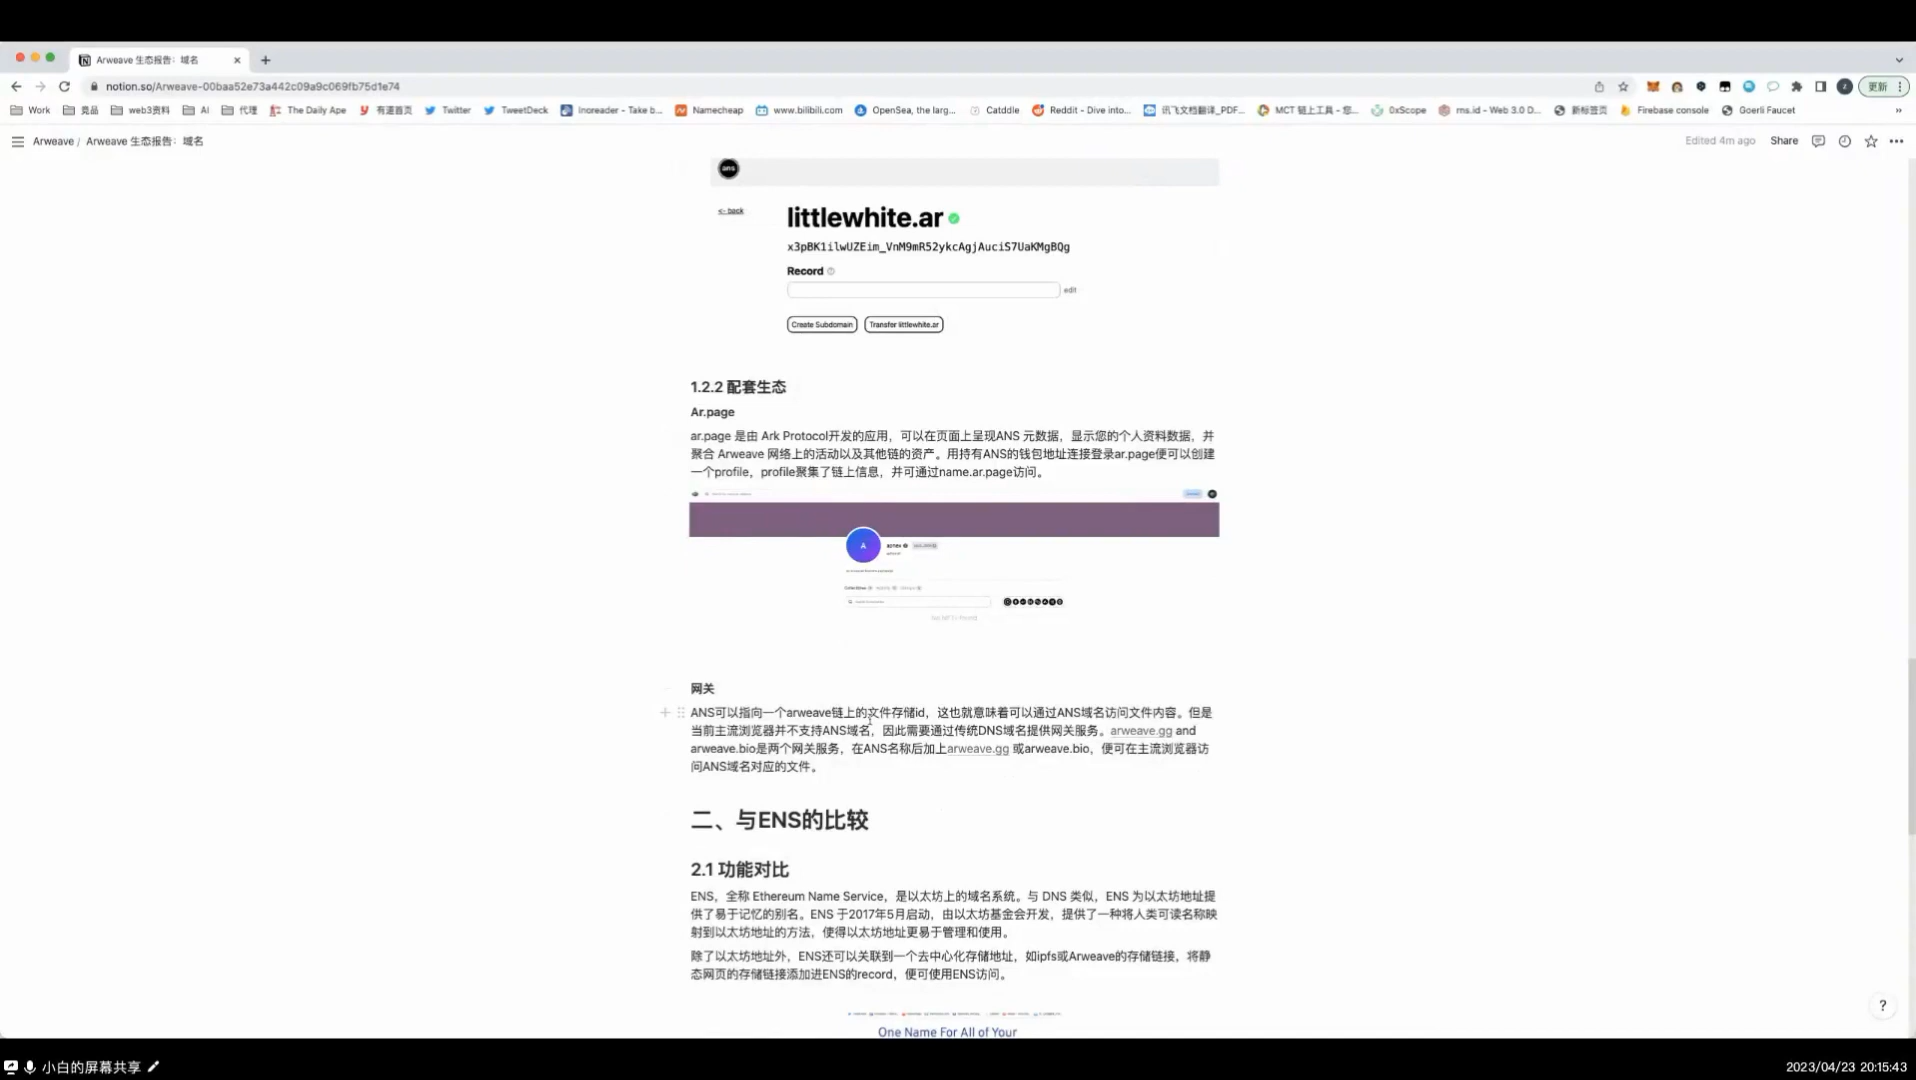 Arweave 生态报告：域名
notion.so/Arweave-00baa52e73a442c09a9c069fb75d1e74
更新
Work 竞品 web3资料 AI 代理 The Daily Ape 有道首页 Twitter TweetDeck Inoreader - Take b... Namecheap www.bilibili.com OpenSea, the larg... Catddle Reddit - Dive into... 讯飞文档翻译_PDF... MCT 链上工具 - 您... 0xScope rns.id - Web 3.0 D... 新标签页 Firebase console Goerli Faucet »
Arweave / Arweave 生态报告：域名
Edited 4m ago Share
ans
<- back
littlewhite.ar
x3pBK1ilwUZEim_VnM9mR52ykcAgjAuciS7UaKMgBQg
Record
edit
Create Subdomain Transfer littlewhite.ar
1.2.2 配套生态
Ar.page
ar.page 是由 Ark Protocol开发的应用，可以在页面上呈现ANS 元数据，显示您的个人资料数据，并
聚合 Arweave 网络上的活动以及其他链的资产。用持有ANS的钱包地址连接登录ar.page便可以创建
一个profile，profile聚集了链上信息，并可通过name.ar.page访问。
A
网关
ANS可以指向一个arweave链上的文件存储id，这也就意味着可以通过ANS域名访问文件内容。但是
当前主流浏览器并不支持ANS域名，因此需要通过传统DNS域名提供网关服务。arweave.gg and
arweave.bio是两个网关服务，在ANS名称后加上arweave.gg 或arweave.bio，便可在主流浏览器访
问ANS域名对应的文件。
二、与ENS的比较
2.1 功能对比
ENS，全称 Ethereum Name Service，是以太坊上的域名系统。与 DNS 类似，ENS 为以太坊地址提
供了易于记忆的别名。ENS 于2017年5月启动，由以太坊基金会开发，提供了一种将人类可读名称映
射到以太坊地址的方法，使得以太坊地址更易于管理和使用。
除了以太坊地址外，ENS还可以关联到一个去中心化存储地址，如ipfs或Arweave的存储链接，将静
态网页的存储链接添加进ENS的record，便可使用ENS访问。
One Name For All of Your
?
小白的屏幕共享
2023/04/23 20:15:43